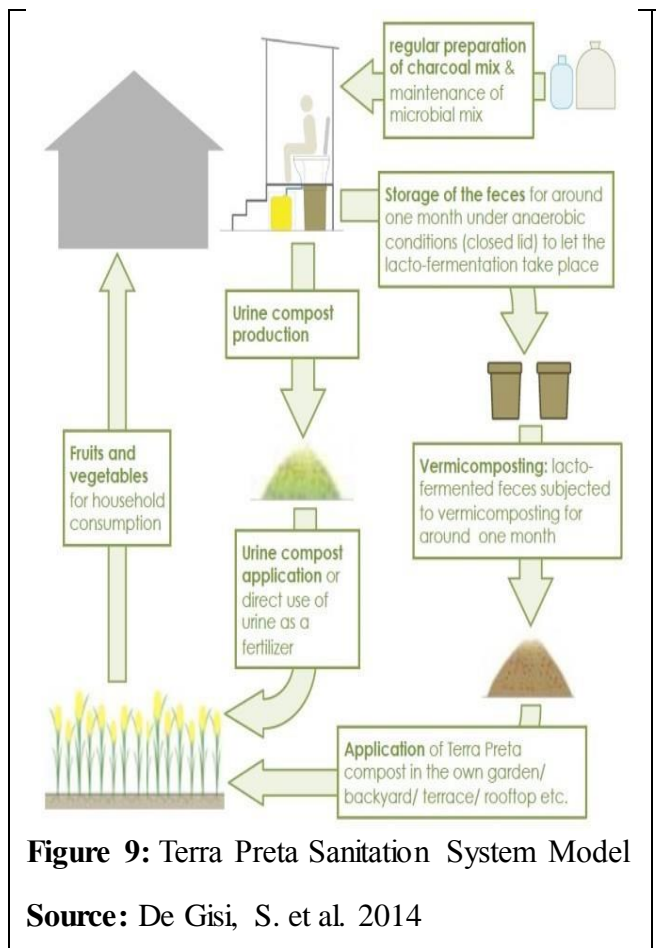 regular preparation
of charcoal mix &
maintenance of
microbial mix
Storage of the feces for around
one month under anaerobic
conditions (closed lid) to let the
lacto-fermentation take place
Urine compost
production
Fruits and
vegetables
for household
consumption
Vermicomposting: lacto-
fermented feces subjected
to vermicomposting for
around one month
Urine compost
application or
direct use of
urine as a
fertilizer
Application of Terra Preta
compost in the own garden/
backyard/ terrace/ rooftop etc.
Figure 9: Terra Preta Sanitation System Model
Source: De Gisi, S. et al. 2014